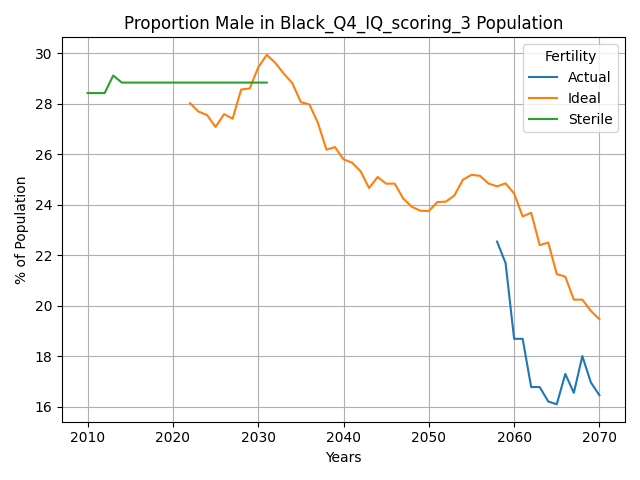 Proportion Male in Black_Q4_IQ_scoring_3 Population
% of Population
30
28
26
24
22
20
18
16
Fertility
Actual
Ideal
Sterile
2010 2020 2030 2040 2050 2060 2070
Years